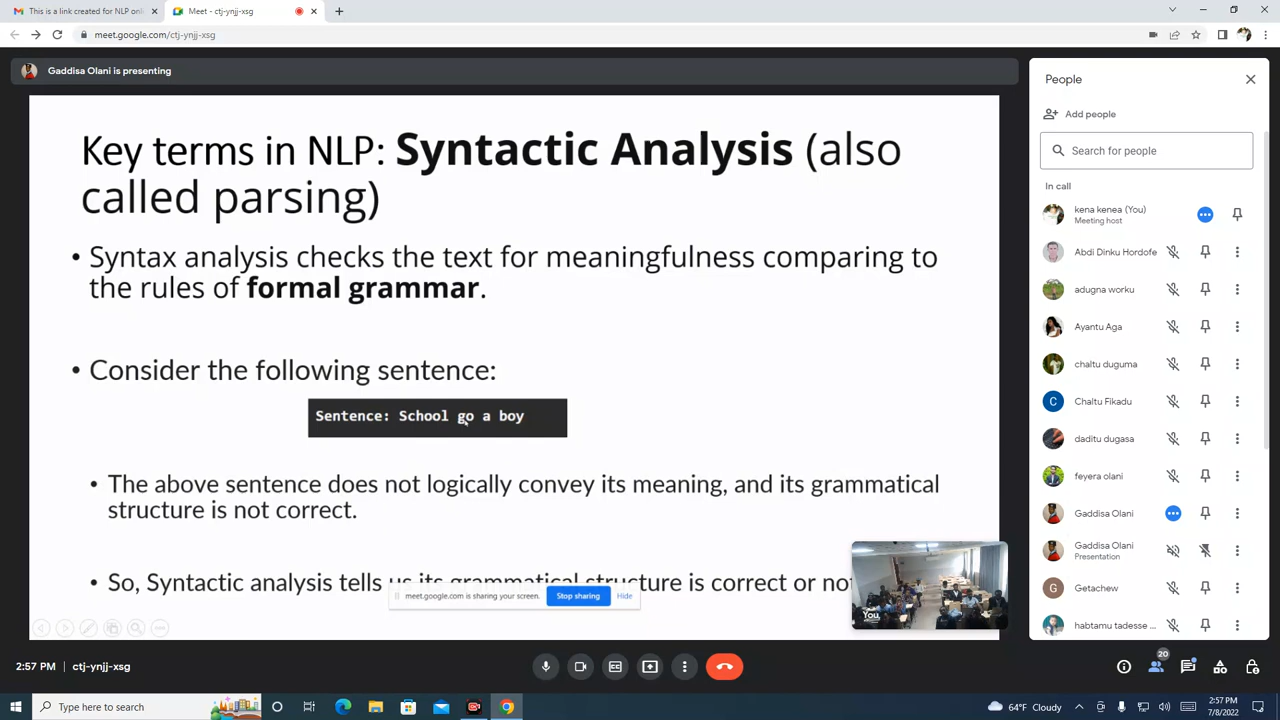 This is a link created for NLP onl
Meet - ctj-ynjj-xsg
meet.google.com/ctj-ynjj-xsg
Gaddisa Olani is presenting
Key terms in NLP: Syntactic Analysis (also
called parsing)
• Syntax analysis checks the text for meaningfulness comparing to
the rules of formal grammar.
• Consider the following sentence:
Sentence: School go a boy
• The above sentence does not logically convey its meaning, and its grammatical
structure is not correct.
• So, Syntactic analysis tells us its grammatical structure is correct or not
meet.google.com is sharing your screen.
Stop sharing
Hide
You,
People
Add people
Search for people
In call
kena kenea (You)
Meeting host
Abdi Dinku Hordofe
adugna worku
Ayantu Aga
chaltu duguma
C
Chaltu Fikadu
daditu dugasa
feyera olani
Gaddisa Olani
Gaddisa Olani
Presentation
G
Getachew
habtamu tadesse ...
2:57 PM | ctj-ynjj-xsg
20
Type here to search
64°F Cloudy
2:57 PM
7/8/2022